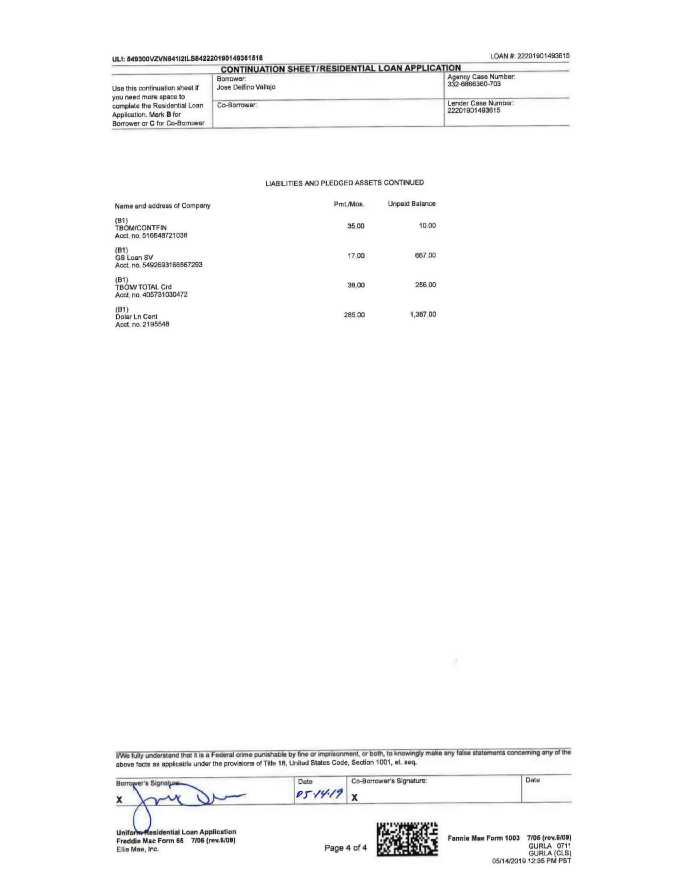 ULI: 549300VZVN841I2ILS842220190149361516
LOAN #: 22201901493615
CONTINUATION SHEET/RESIDENTIAL LOAN APPLICATION
Use this continuation sheet if
you need more space to
complete the Residential Loan
Application. Mark B for
Borrower or C for Co-Borrower
Borrower:
Jose Delfino Vallejo
Agency Case Number:
332-6666360-703
Co-Borrower:
Lender Case Number:
22201901493615
LIABILITIES AND PLEDGED ASSETS CONTINUED
Name and address of Company Pmt./Mos. Unpaid Balance
(B1)
TBOM/CONTFIN 35.00 10.00
Acct. no. 516648721038
(B1)
GS Loan SV 17.00 667.00
Acct. no. 5492693166567293
(B1)
TBOM/TOTAL Crd 39.00 256.00
Acct. no. 405731030472
(B1)
Dolar Ln Cent 285.00 1,387.00
Acct. no. 2195548
I/We fully understand that it is a Federal crime punishable by fine or imprisonment, or both, to knowingly make any false statements concerning any of the
above facts as applicable under the provisions of Title 18, United States Code, Section 1001, et. seq.
Borrower's Signature: Date Co-Borrower's Signature: Date
X 05-14-19 X
Uniform Residential Loan Application
Freddie Mac Form 65 7/05 (rev.6/09)
Ellie Mae, Inc.
Page 4 of 4
Fannie Mae Form 1003 7/05 (rev.6/09)
GURLA 0711
GURLA (CLS)
05/14/2019 12:35 PM PST